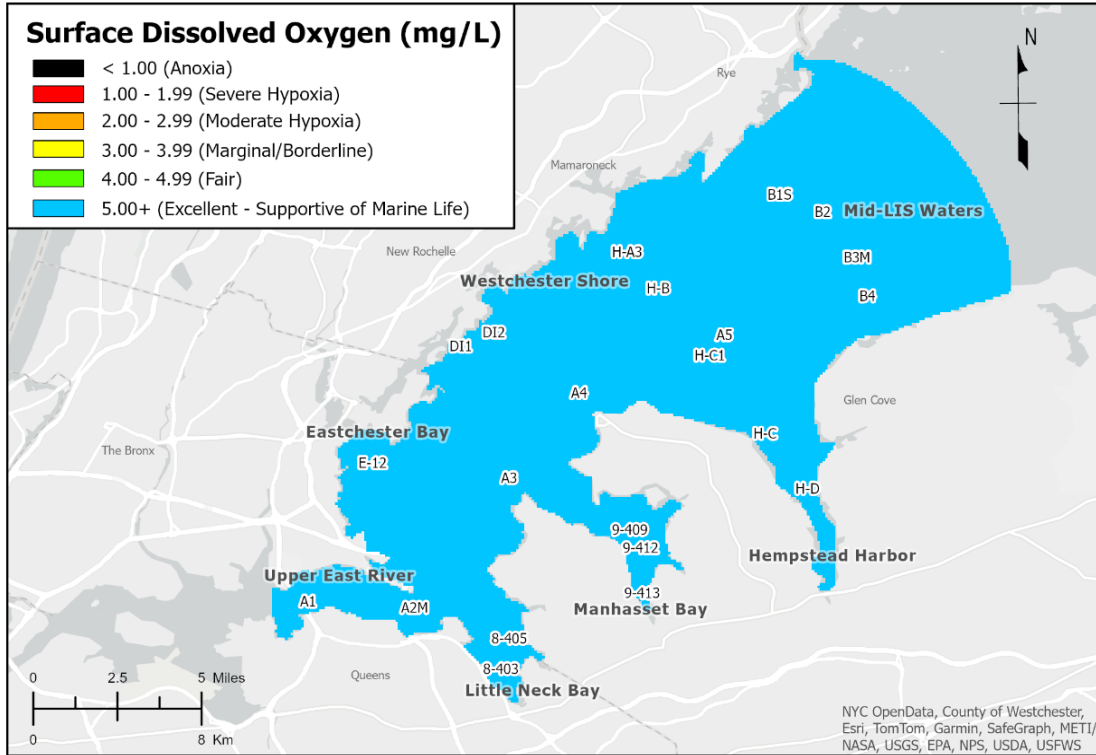 Surface Dissolved Oxygen (mg/L)
< 1.00 (Anoxia)
1.00 - 1.99 (Severe Hypoxia)
2.00 - 2.99 (Moderate Hypoxia)
3.00 - 3.99 (Marginal/Borderline)
4.00 - 4.99 (Fair)
5.00+ (Excellent - Supportive of Marine Life)
N
Rye
Mamaroneck
B1S
B2
Mid-LIS Waters
New Rochelle
H-A3
B3M
Westchester Shore
H-B
B4
DI2
A5
DI1
H-C1
A4
Glen Cove
Eastchester Bay
H-C
The Bronx
E-12
A3
H-D
9-409
9-412
Hempstead Harbor
Upper East River
9-413
A1
A2M
Manhasset Bay
8-405
8-403
Queens
Little Neck Bay
0 2.5 5 Miles
0 8 Km
NYC OpenData, County of Westchester,
Esri, TomTom, Garmin, SafeGraph, METI/
NASA, USGS, EPA, NPS, USDA, USFWS